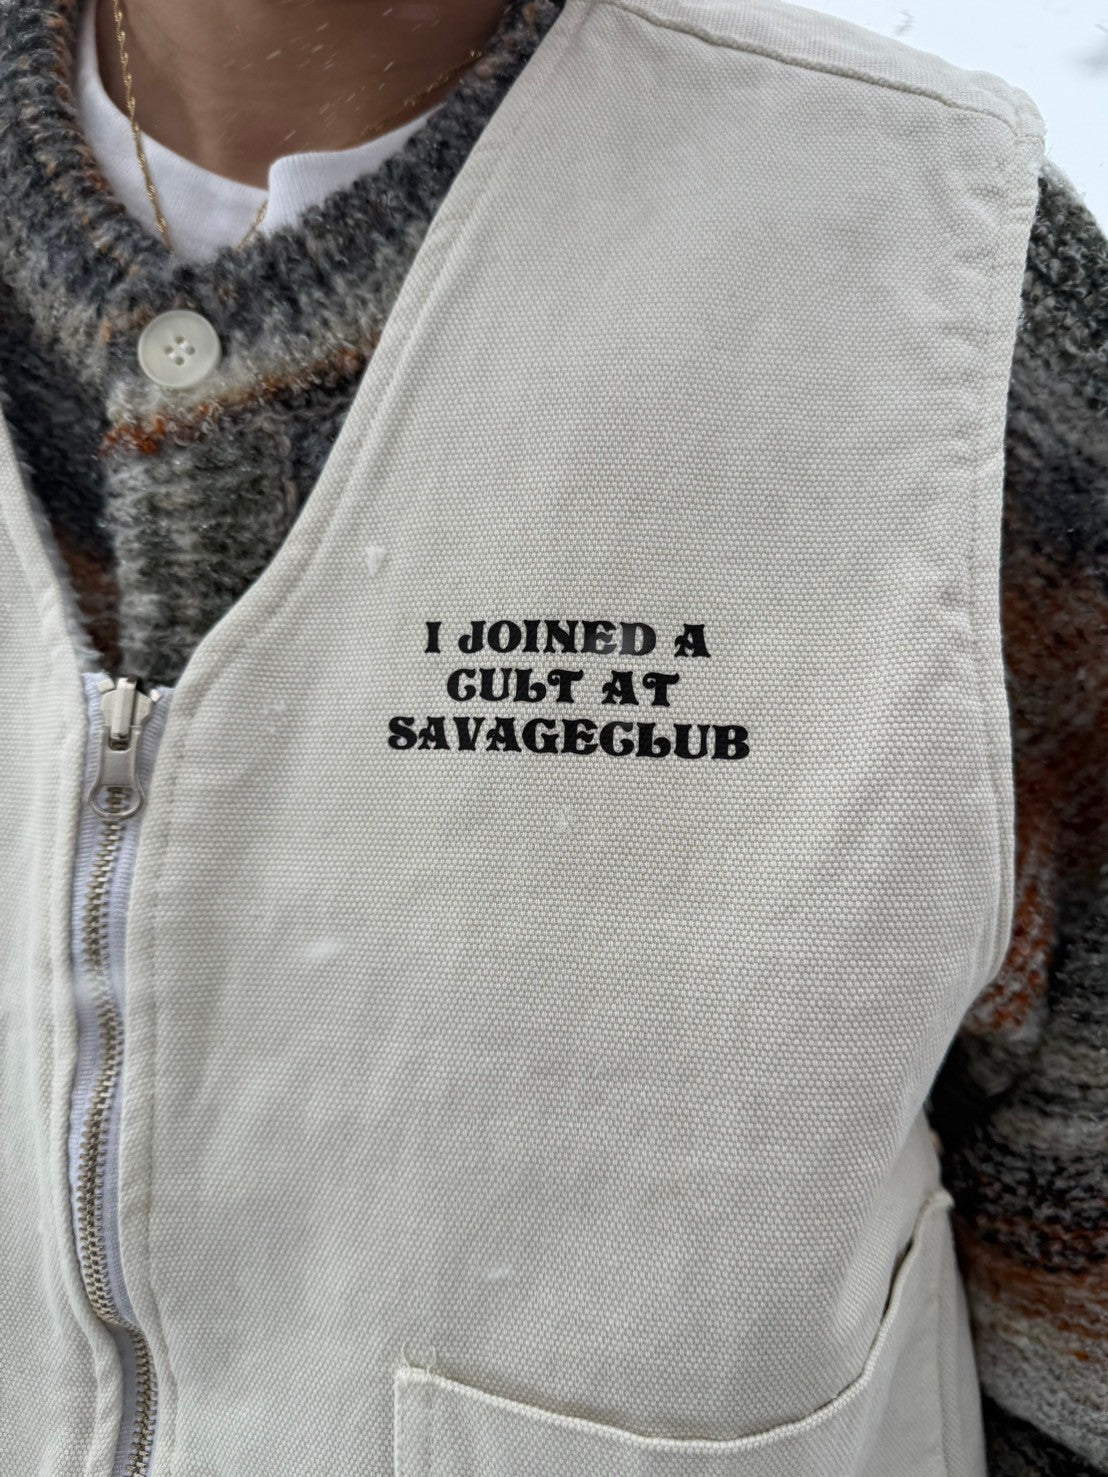 I JOINED A
CULT AT
SAVAGECLUB